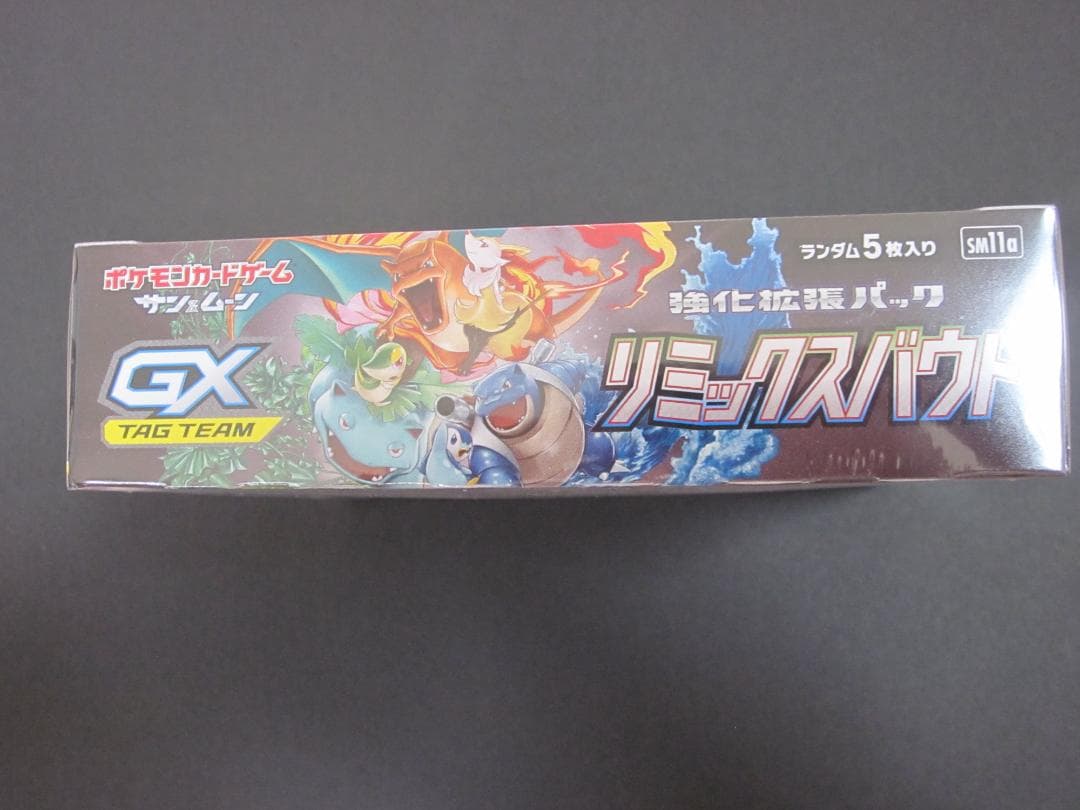 ポケモンカードゲーム
サン&ムーン
GX
TAG TEAM
ランダム5枚入り
SM11a
強化拡張パック
リミックスバウト